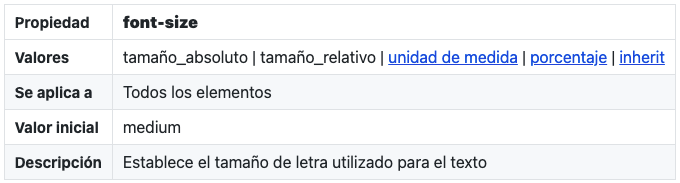 Propiedad font-size
Valores tamaño_absoluto | tamaño_relativo | unidad de medida | porcentaje | inherit
Se aplica a Todos los elementos
Valor inicial medium
Descripción Establece el tamaño de letra utilizado para el texto